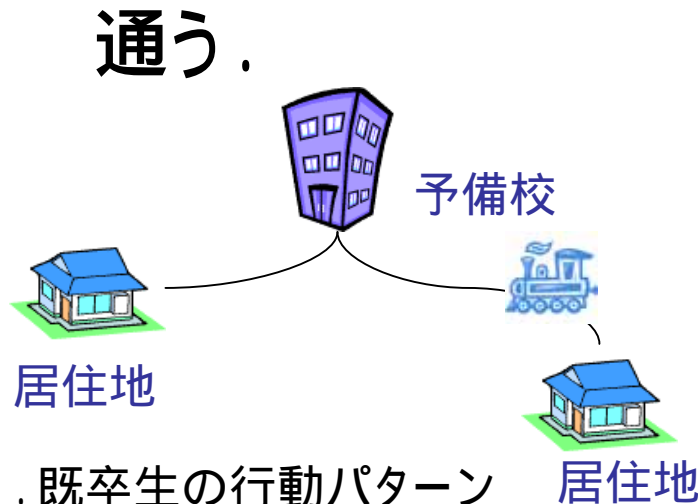 通う.
予備校
居住地
居住地
.既卒生の行動パターン